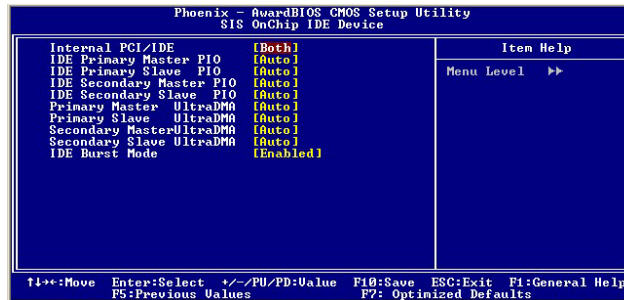 Phoenix - AwardBIOS CMOS Setup Utility
SIS OnChip IDE Device
Internal PCI/IDE [Both]
IDE Primary Master PIO [Auto]
IDE Primary Slave PIO [Auto]
IDE Secondary Master PIO [Auto]
IDE Secondary Slave PIO [Auto]
Primary Master UltraDMA [Auto]
Primary Slave UltraDMA [Auto]
Secondary MasterUltraDMA [Auto]
Secondary Slave UltraDMA [Auto]
IDE Burst Mode [Enabled]
Item Help
Menu Level ▸▸
↑↓→←:Move Enter:Select +/-/PU/PD:Value F10:Save ESC:Exit F1:General Help
F5:Previous Values F7: Optimized Defaults